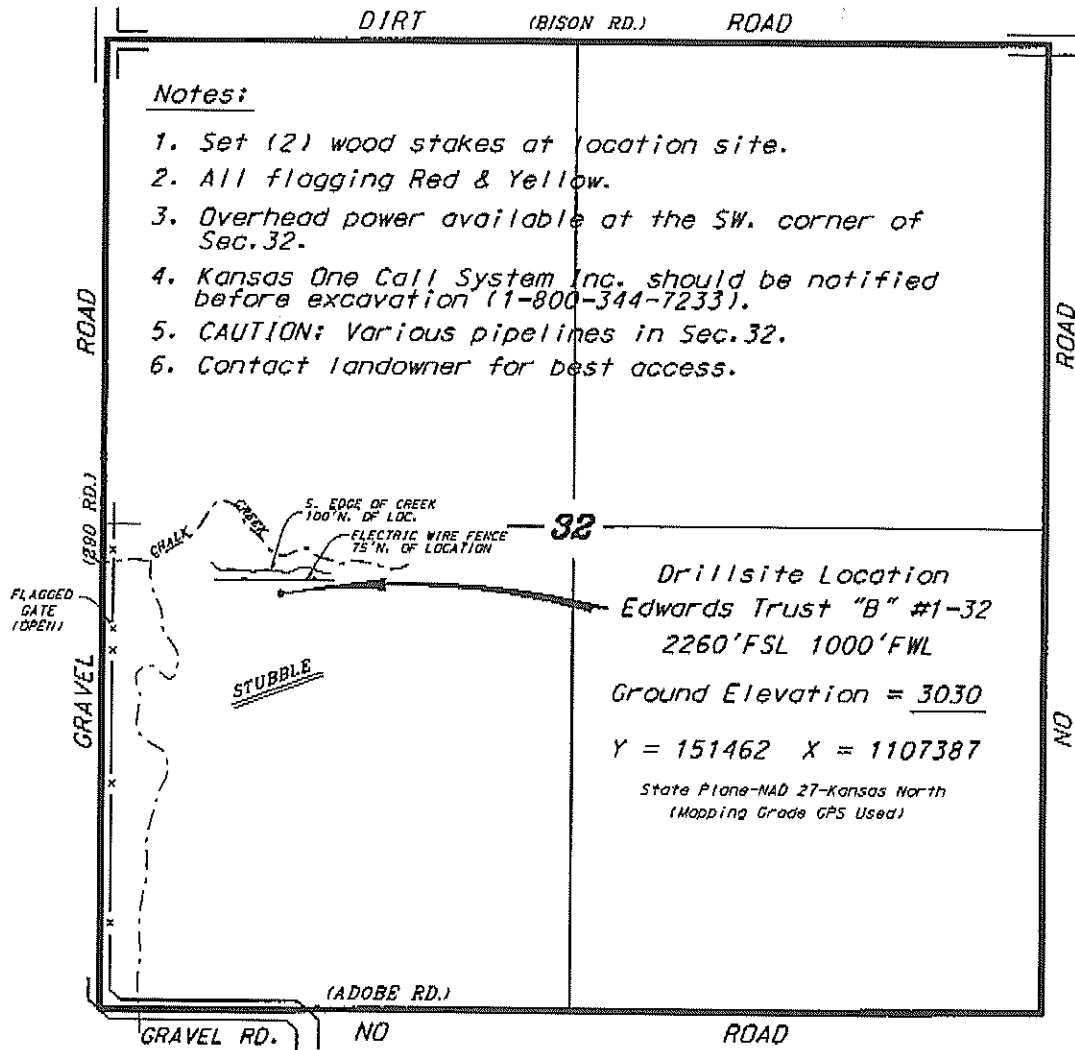 DIRT (BISON RD.) ROAD
Notes:
1. Set (2) wood stakes at location site.
2. All flagging Red & Yellow.
3. Overhead power available at the SW. corner of
Sec.32.
4. Kansas One Call System Inc. should be notified
before excavation (1-800-344-7233).
5. CAUTION: Various pipelines in Sec.32.
6. Contact landowner for best access.
ROAD
ROAD
(290 RD.)
CHALK CREEK
S. EDGE OF CREEK
100'N. OF LOC.
ELECTRIC WIRE FENCE
75'N. OF LOCATION
32
FLAGGED
GATE
(OPEN)
GRAVEL
STUBBLE
Drillsite Location
Edwards Trust "B" #1-32
2260'FSL 1000'FWL
Ground Elevation = 3030
Y = 151462 X = 1107387
State Plane-NAD 27-Kansas North
(Mapping Grade GPS Used)
NO
(ADOBE RD.)
GRAVEL RD. NO ROAD